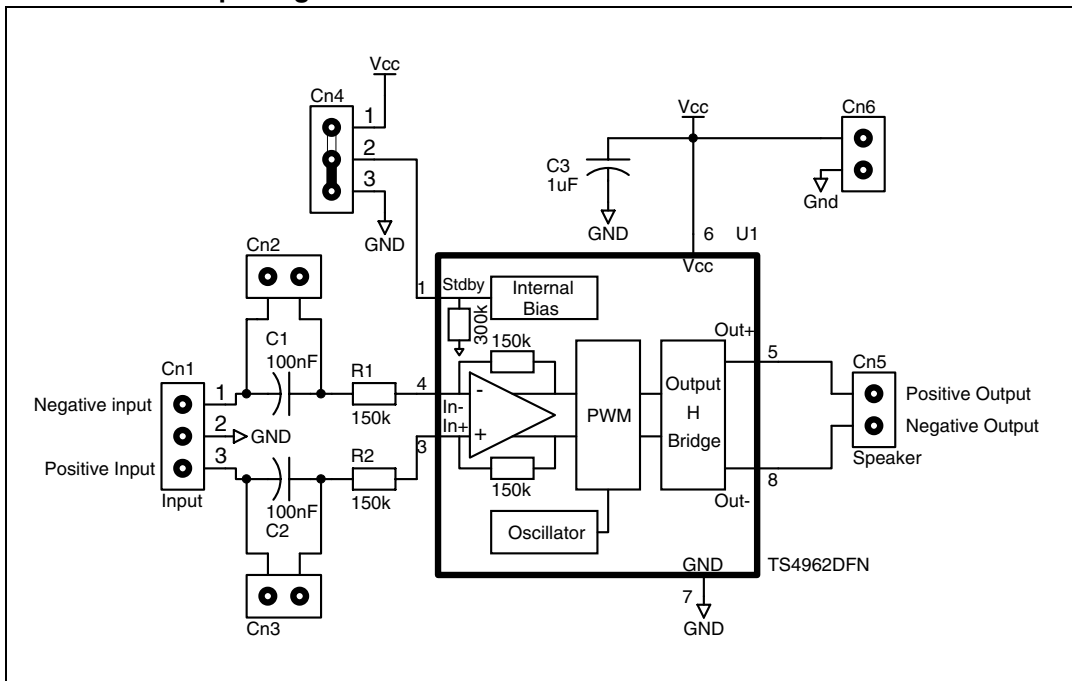 Vcc
Cn4
1
2
3
GND
Vcc
Cn6
C3
1uF
GND
Gnd
6
U1
Vcc
Cn2
1
Stdby
Internal
Bias
300k
C1
100nF
Cn1
Negative input
1
2
GND
Positive Input
3
Input
R1
150k
4
R2
150k
3
100nF
C2
Cn3
In-
In+
150k
-
+
150k
PWM
Oscillator
Output
H
Bridge
Out+
5
Out-
8
Cn5
Positive Output
Negative Output
Speaker
GND
7
GND
TS4962DFN